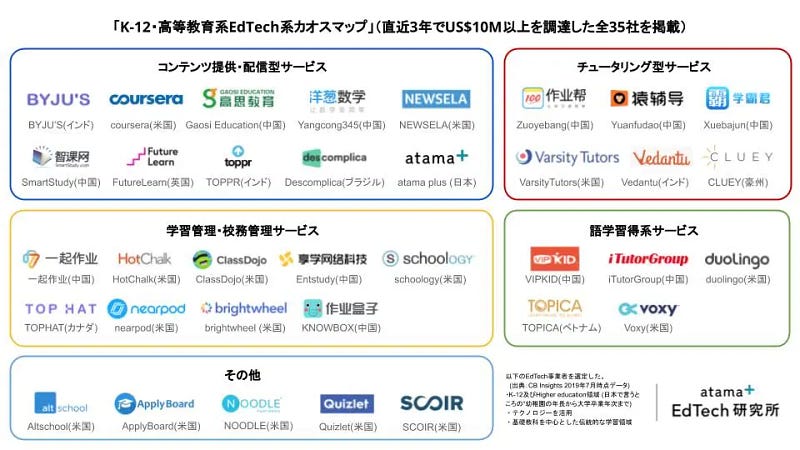 「K-12・高等教育系EdTech系カオスマップ」（直近3年でUS$10M以上を調達した全35社を掲載）
コンテンツ提供・配信型サービス
BYJU'S coursera GAOSI EDUCATION 高思教育 洋葱数学 NEWSELA
BYJU'S(インド) coursera(米国) Gaosi Education(中国) Yangcong345(中国) NEWSELA(米国)
智课网 SmartStudy.com Future Learn toppr descomplica atama+
SmartStudy(中国) FutureLearn(英国) TOPPR(インド) Descomplica(ブラジル) atama plus (日本)
チュータリング型サービス
100 作业帮 猿辅导 霸 学霸君
Zuoyebang(中国) Yuanfudao(中国) Xuebajun(中国)
Varsity Tutors Vedantu CLUEY
VarsityTutors(米国) Vedantu(インド) CLUEY(豪州)
学習管理・校務管理サービス
17 一起作业 HotChalk ClassDojo 享学网络科技 S schoology
一起作业(中国) HotChalk(米国) ClassDojo(米国) Entstudy(中国) schoology(米国)
TOP HAT nearpod brightwheel 作业盒子
TOPHAT(カナダ) nearpod(米国) brightwheel (米国) KNOWBOX(中国)
語学習得系サービス
VIPKID iTutorGroup duolingo
VIPKID(中国) iTutorGroup(中国) duolingo(米国)
TOPICA voxy
TOPICA(ベトナム) Voxy(米国)
その他
alt school ApplyBoard NOODLE Quizlet SCOIR
Altschool(米国) ApplyBoard(米国) NOODLE(米国) Quizlet(米国) SCOIR(米国)
以下のEdTech事業者を選定した。
(出典：CB Insights 2019年7月時点データ)
・K-12及びHigher education領域 (日本で言うと
ころの"幼稚園の年長から大学卒業年次まで)
・テクノロジーを活用
・基礎教科を中心とした伝統的な学習領域
atama+
EdTech 研究所